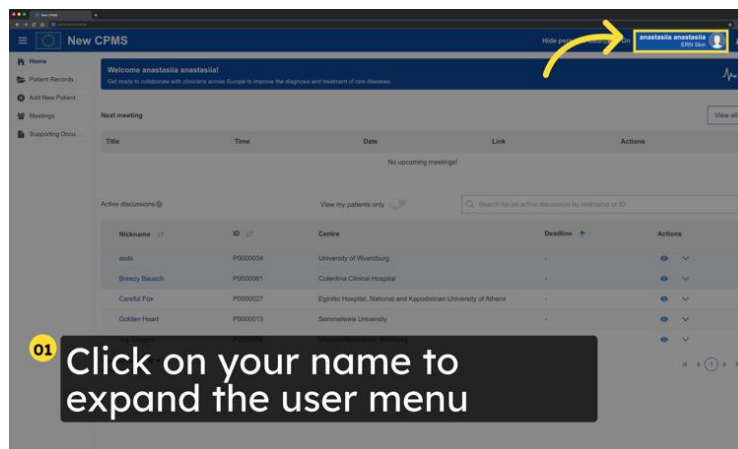 New CPMS
anastasiia anastasiia
ERN Skin
Home
Patient Records
Add New Patient
Meetings
Supporting Docu...
Welcome anastasiia anastasiia!
Get ready to collaborate with clinicians across Europe to improve the diagnosis and treatment of rare diseases.
Next meeting
View all
Title Time Date Link Actions
No upcoming meetings!
Active discussions
View my patients only
Search for an active discussion by nickname or ID
Nickname ID Centre Deadline Actions
asds P0000034 University of Wuerzburg -
Breezy Bausch P0000081 Colentina Clinical Hospital -
Careful Fox P0000027 Eginitio Hospital, National and Kapodistrian University of Athens -
Golden Heart P0000013 Semmelweis University -
01
Click on your name to
expand the user menu
1